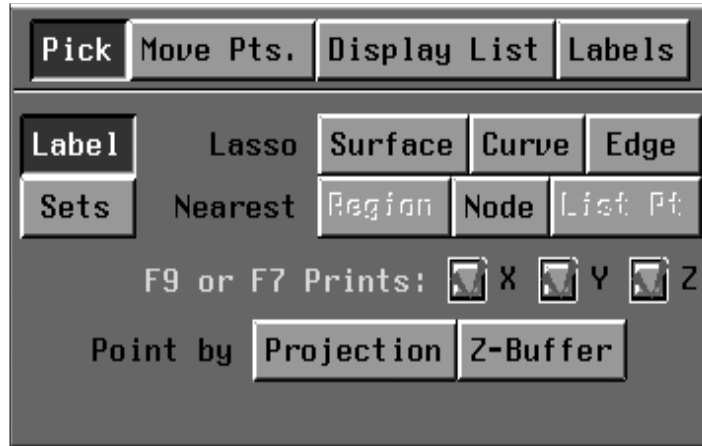 Pick Move Pts. Display List Labels
Label Lasso Surface Curve Edge
Sets Nearest Region Node List Pt
F9 or F7 Prints: X Y Z
Point by Projection Z-Buffer